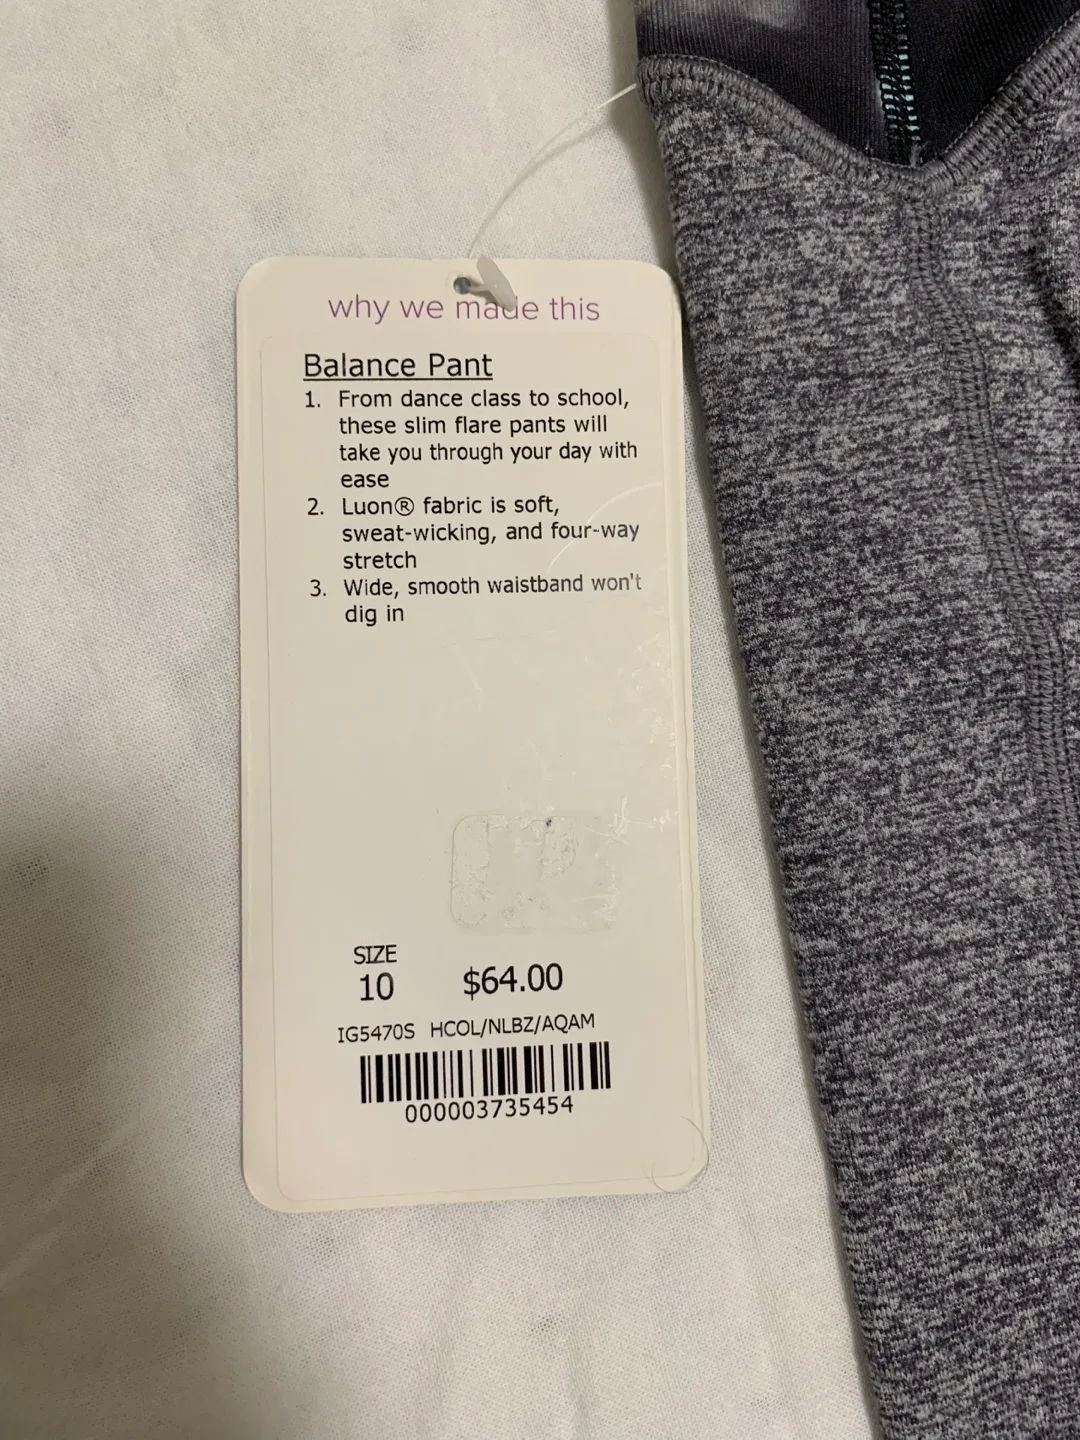 why we made this
Balance Pant
1. From dance class to school,
these slim flare pants will
take you through your day with
ease
2. Luon® fabric is soft,
sweat-wicking, and four-way
stretch
3. Wide, smooth waistband won't
dig in
SIZE
10 $64.00
IG5470S HCOL/NLBZ/AQAM
000003735454